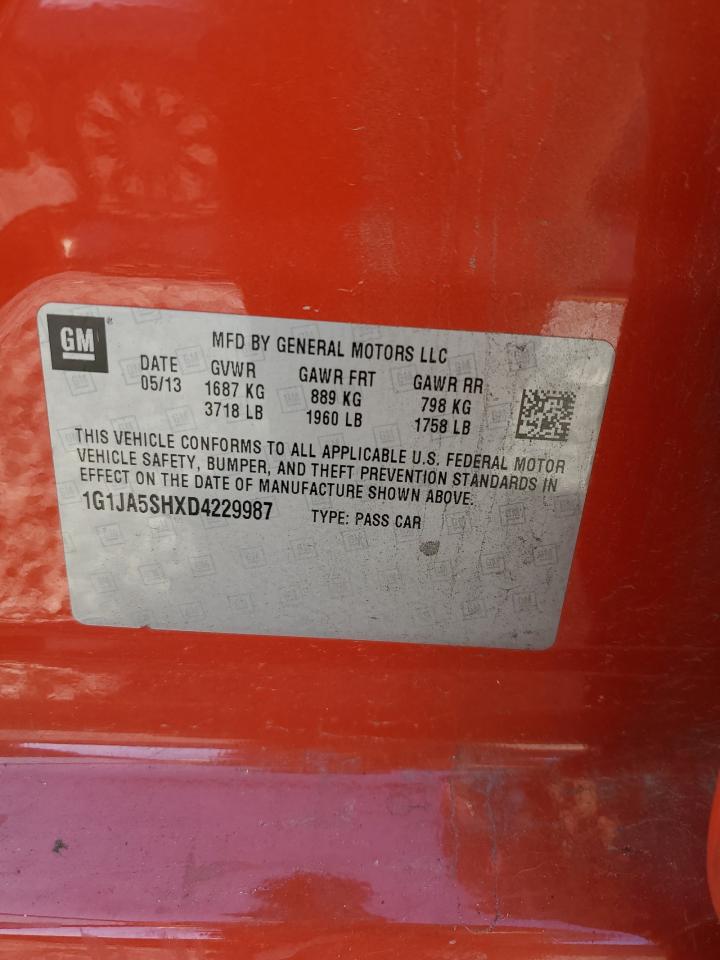 GM
MFD BY GENERAL MOTORS LLC
DATE GVWR GAWR FRT GAWR RR
05/13 1687 KG 889 KG 798 KG
3718 LB 1960 LB 1758 LB
THIS VEHICLE CONFORMS TO ALL APPLICABLE U.S. FEDERAL MOTOR
VEHICLE SAFETY, BUMPER, AND THEFT PREVENTION STANDARDS IN
EFFECT ON THE DATE OF MANUFACTURE SHOWN ABOVE.
1G1JA5SHXD4229987 TYPE: PASS CAR